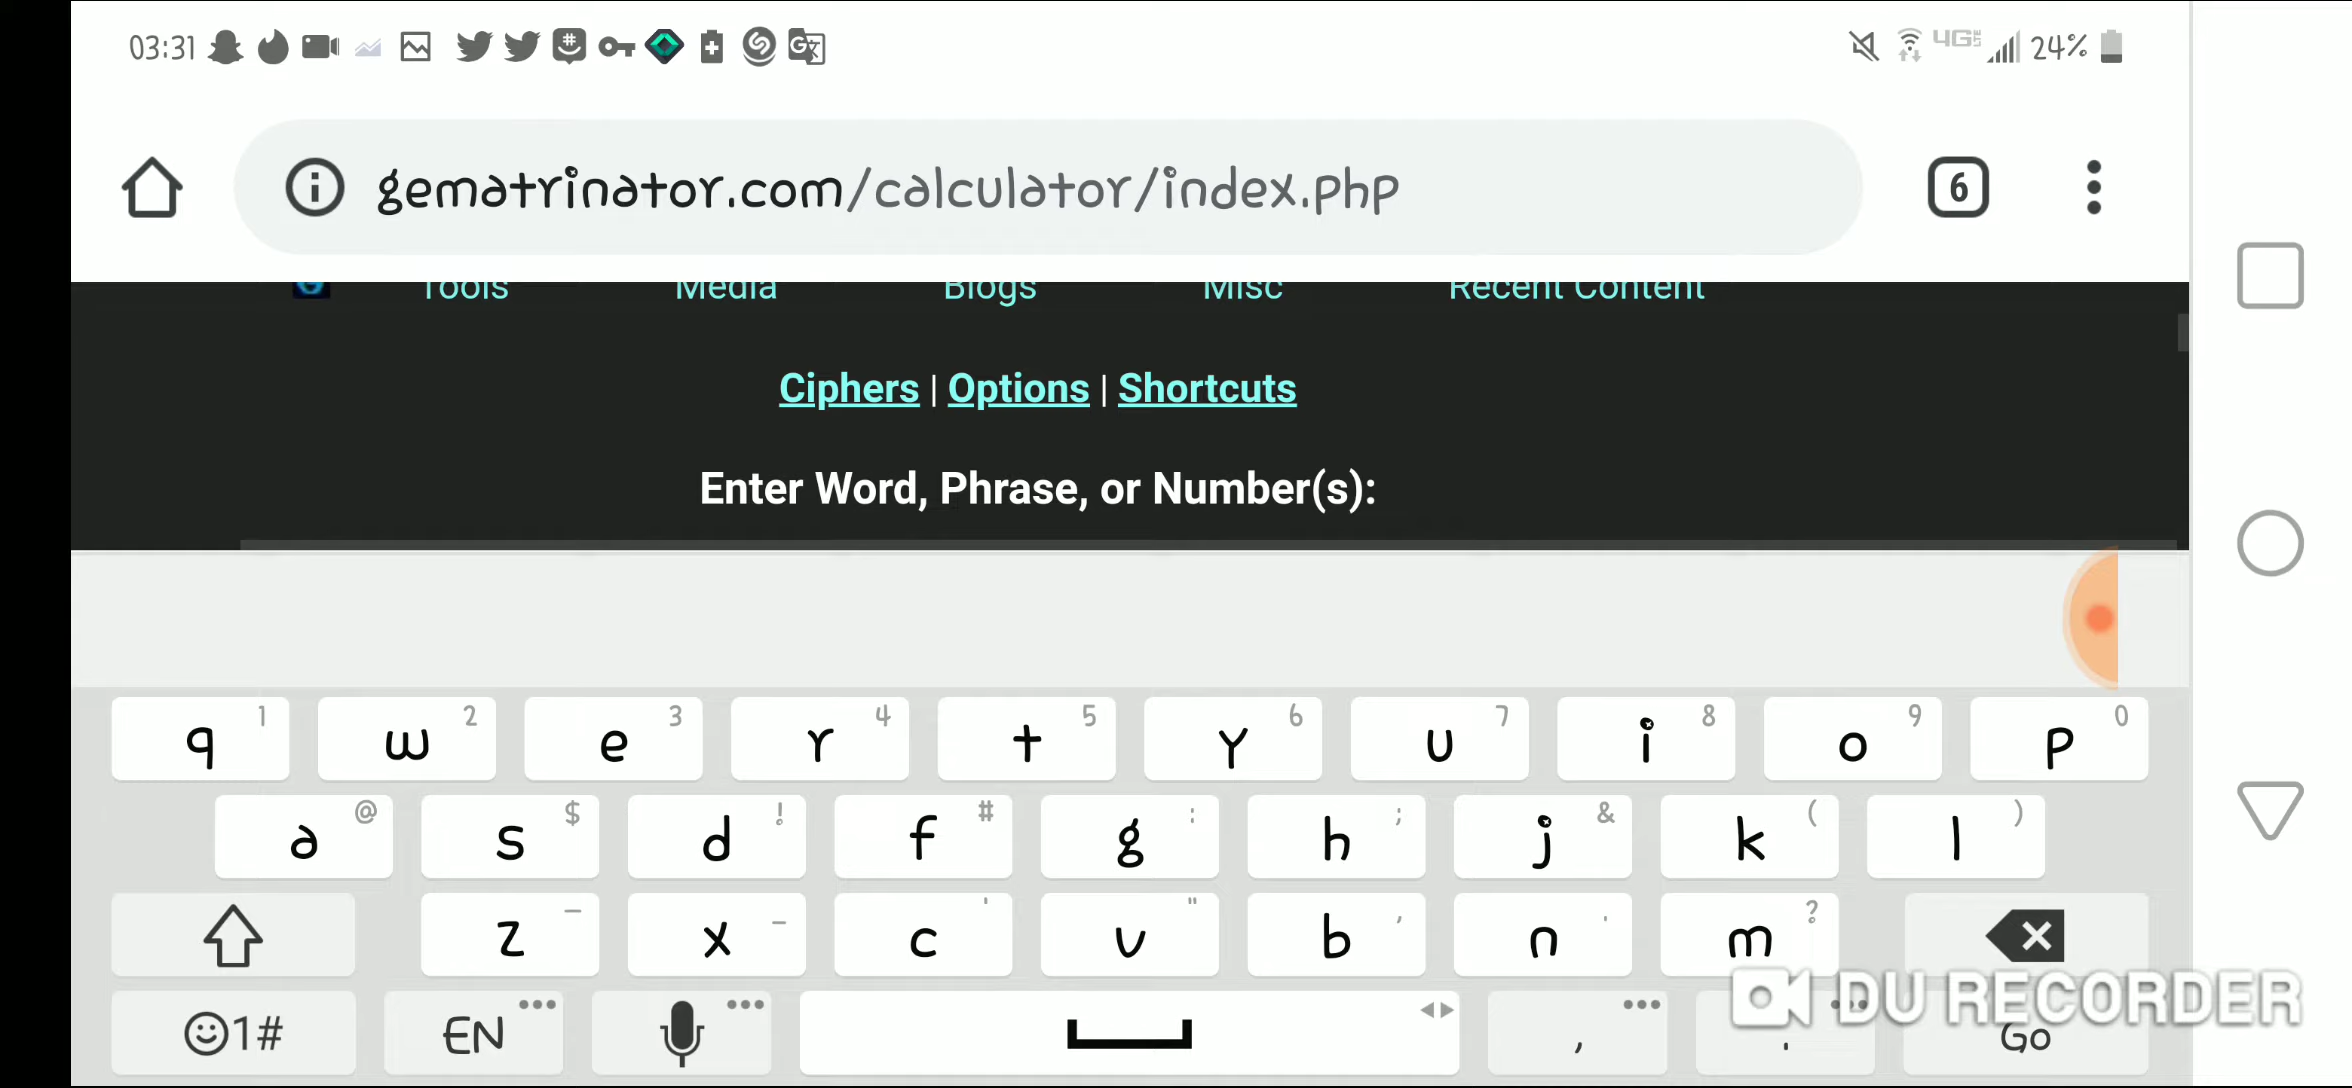 03:31 4GE 24%
gematrinator.com/calculator/index.php 6
Tools Media Blogs Misc Recent Content
Ciphers | Options | Shortcuts
Enter Word, Phrase, or Number(s):
q 1 w 2 e 3 r 4 t 5 y 6 u 7 i 8 o 9 p 0
a @ s $ d ! f # g : h ; j & k ( l )
z — x - c ' v " b , n . m ?
1# EN , . Go
DU RECORDER